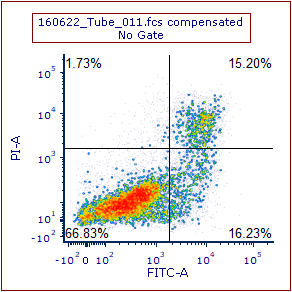 160622_Tube_011.fcs compensated
No Gate
1.73%
15.20%
10^5
10^4
10^3
10^1
-10^2
PI-A
66.83%
16.23%
-10^2 0 10^2 10^3 10^4 10^5
FITC-A